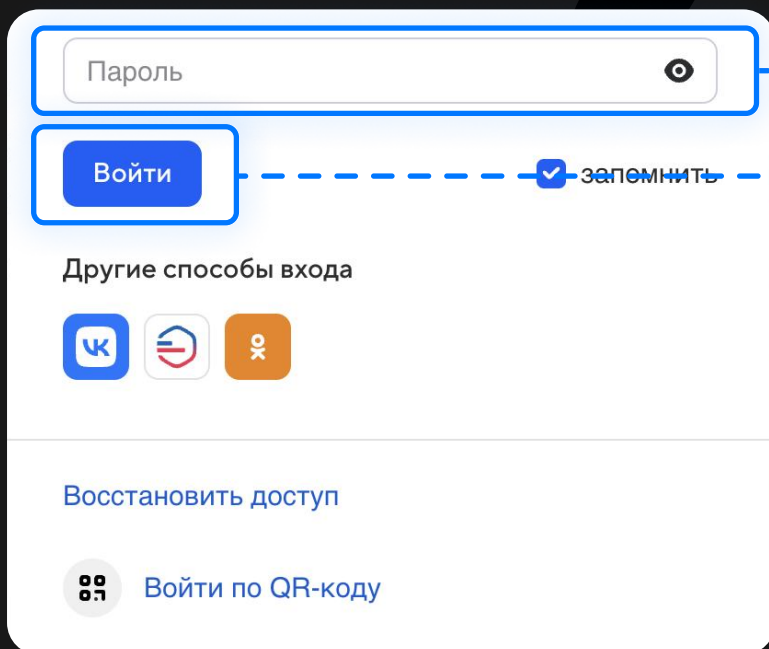 Пароль
Войти
запомнить
Другие способы входа
Восстановить доступ
Войти по QR-коду